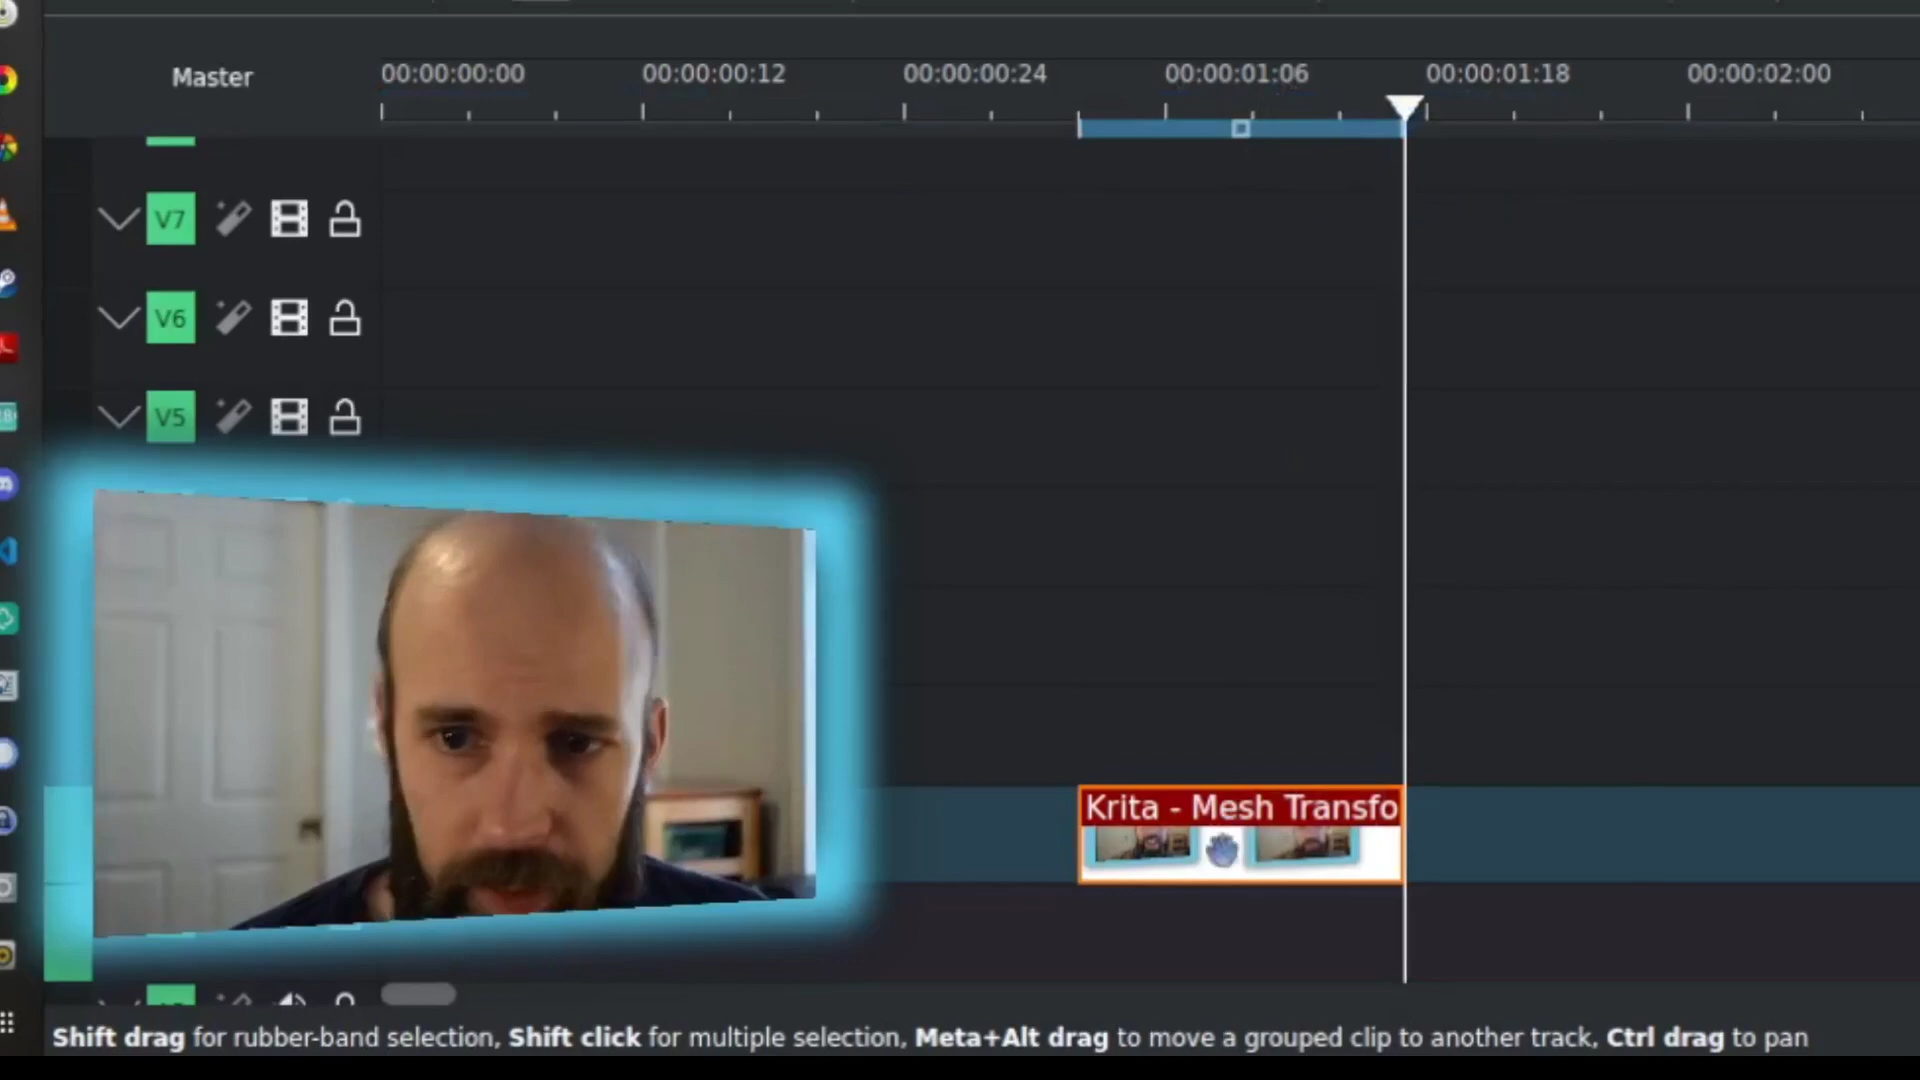 Master
00:00:00:00 00:00:00:12 00:00:00:24 00:00:01:06 00:00:01:18 00:00:02:00
V7
V6
V5
Krita - Mesh Transfo
Shift drag for rubber-band selection, Shift click for multiple selection, Meta+Alt drag to move a grouped clip to another track, Ctrl drag to pan